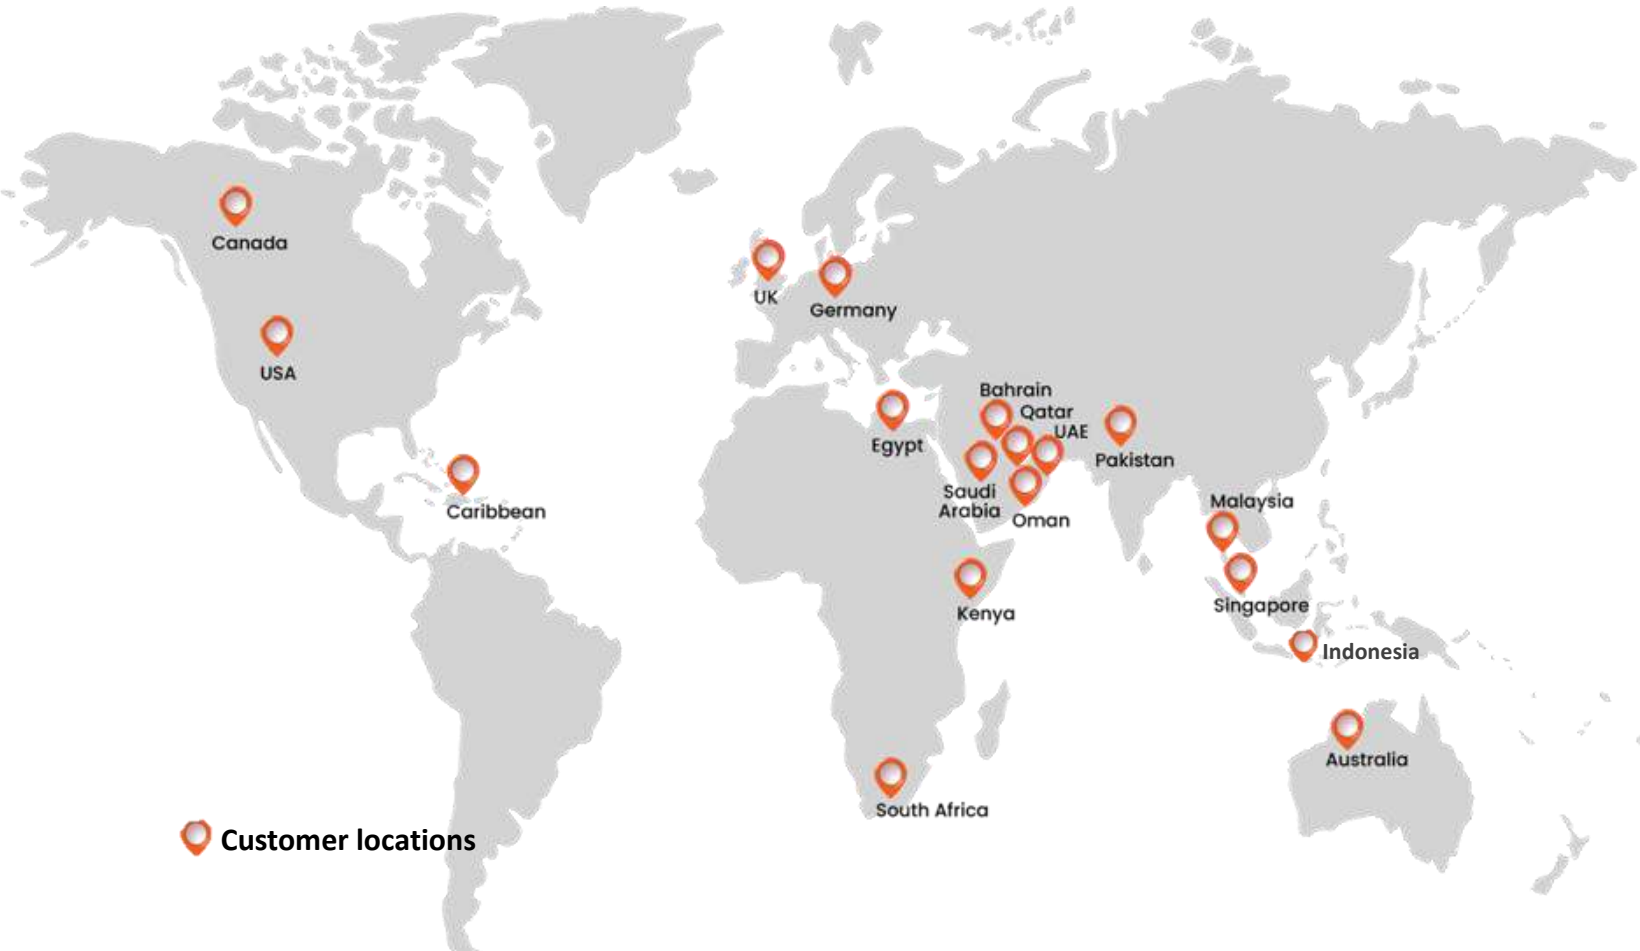 Canada
UK
Germany
USA
Bahrain
Qatar
UAE
Egypt
Pakistan
Saudi
Arabia
Oman
Malaysia
Caribbean
Kenya
Singapore
Indonesia
Australia
South Africa
Customer locations